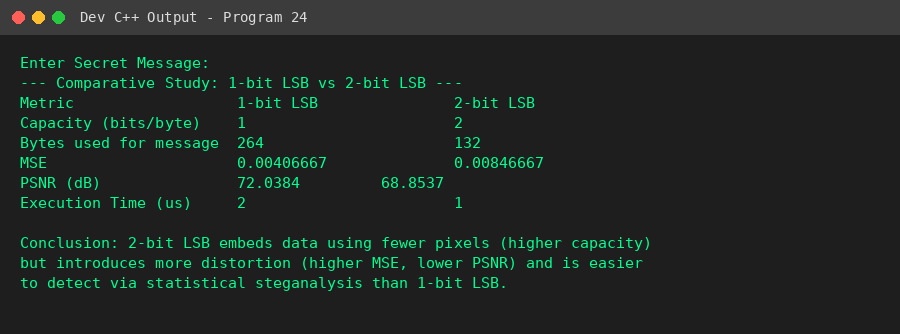 Dev C++ Output - Program 24
Enter Secret Message:
--- Comparative Study: 1-bit LSB vs 2-bit LSB ---
Metric                  1-bit LSB               2-bit LSB
Capacity (bits/byte)    1                       2
Bytes used for message  264                     132
MSE                     0.00406667              0.00846667
PSNR (dB)               72.0384         68.8537
Execution Time (us)     2                       1
Conclusion: 2-bit LSB embeds data using fewer pixels (higher capacity)
but introduces more distortion (higher MSE, lower PSNR) and is easier
to detect via statistical steganalysis than 1-bit LSB.